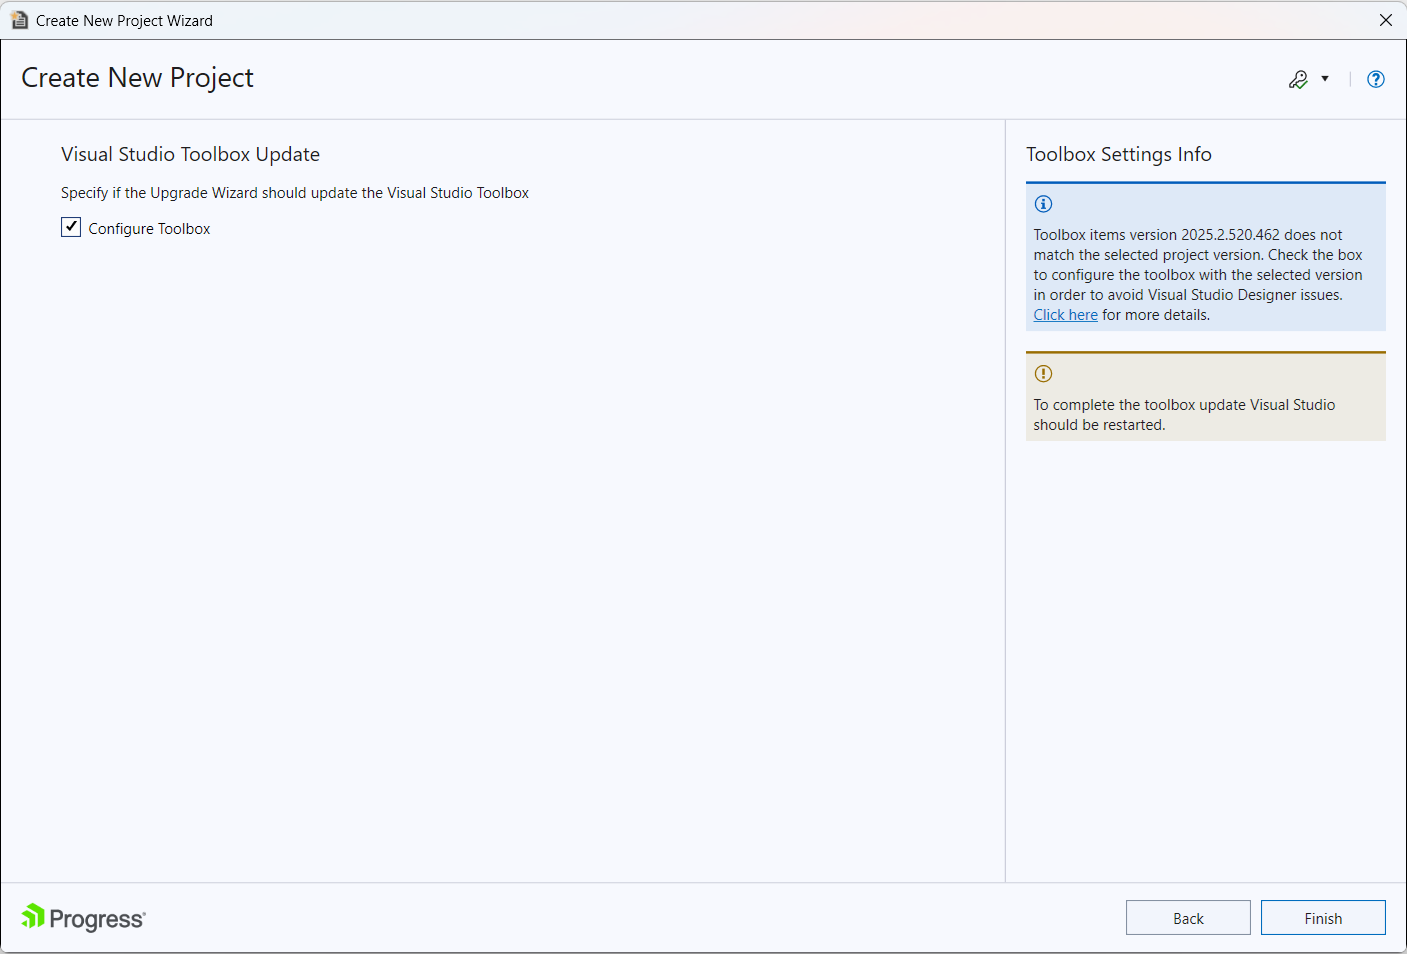 Create New Project Wizard
Create New Project
Visual Studio Toolbox Update
Specify if the Upgrade Wizard should update the Visual Studio Toolbox
Configure Toolbox
Toolbox Settings Info
Toolbox items version 2025.2.520.462 does not
match the selected project version. Check the box
to configure the toolbox with the selected version
in order to avoid Visual Studio Designer issues.
Click here for more details.
To complete the toolbox update Visual Studio
should be restarted.
Progress®
Back
Finish